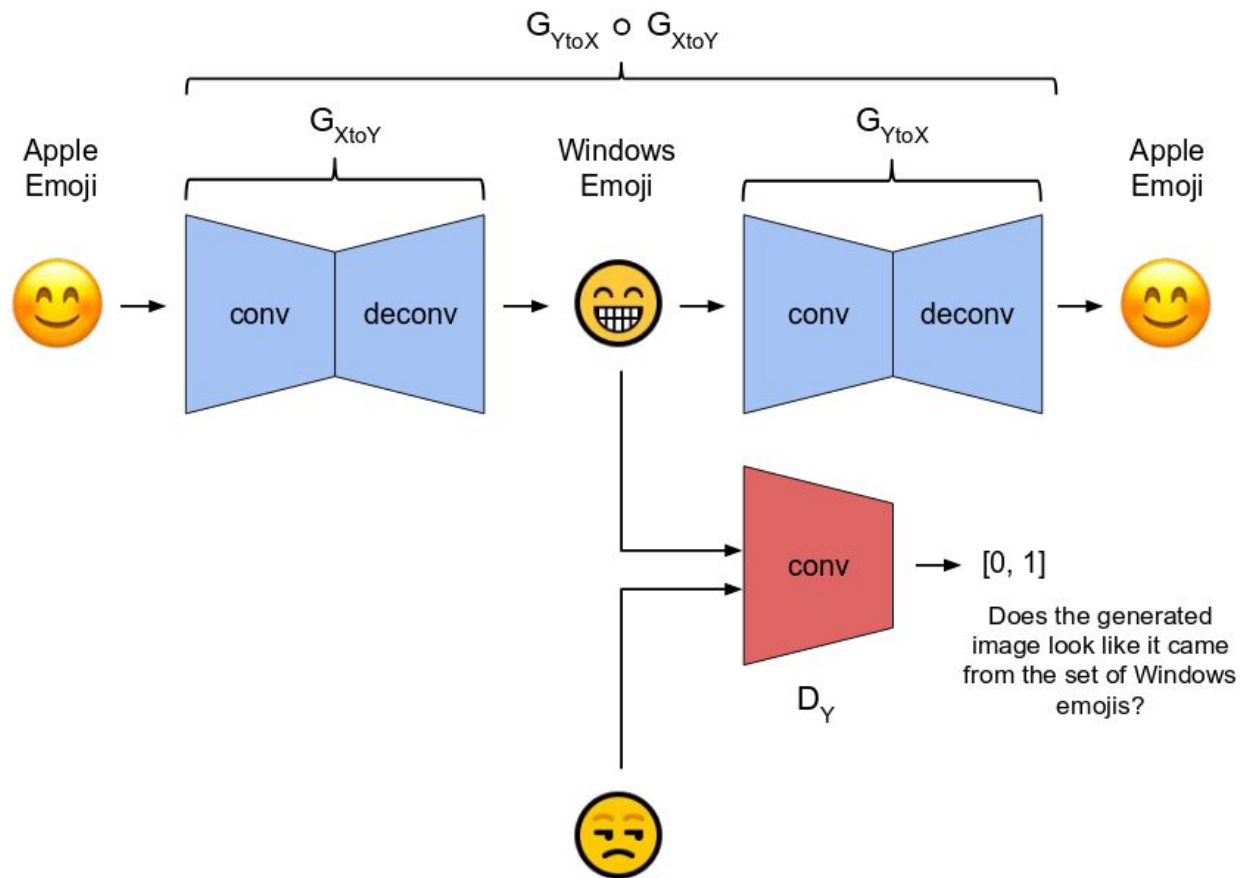 G_YtoX o G_XtoY
G_XtoY
G_YtoX
Apple
Emoji
Windows
Emoji
Apple
Emoji
conv
deconv
conv
deconv
conv
[0, 1]
D_Y
Does the generated
image look like it came
from the set of Windows
emojis?